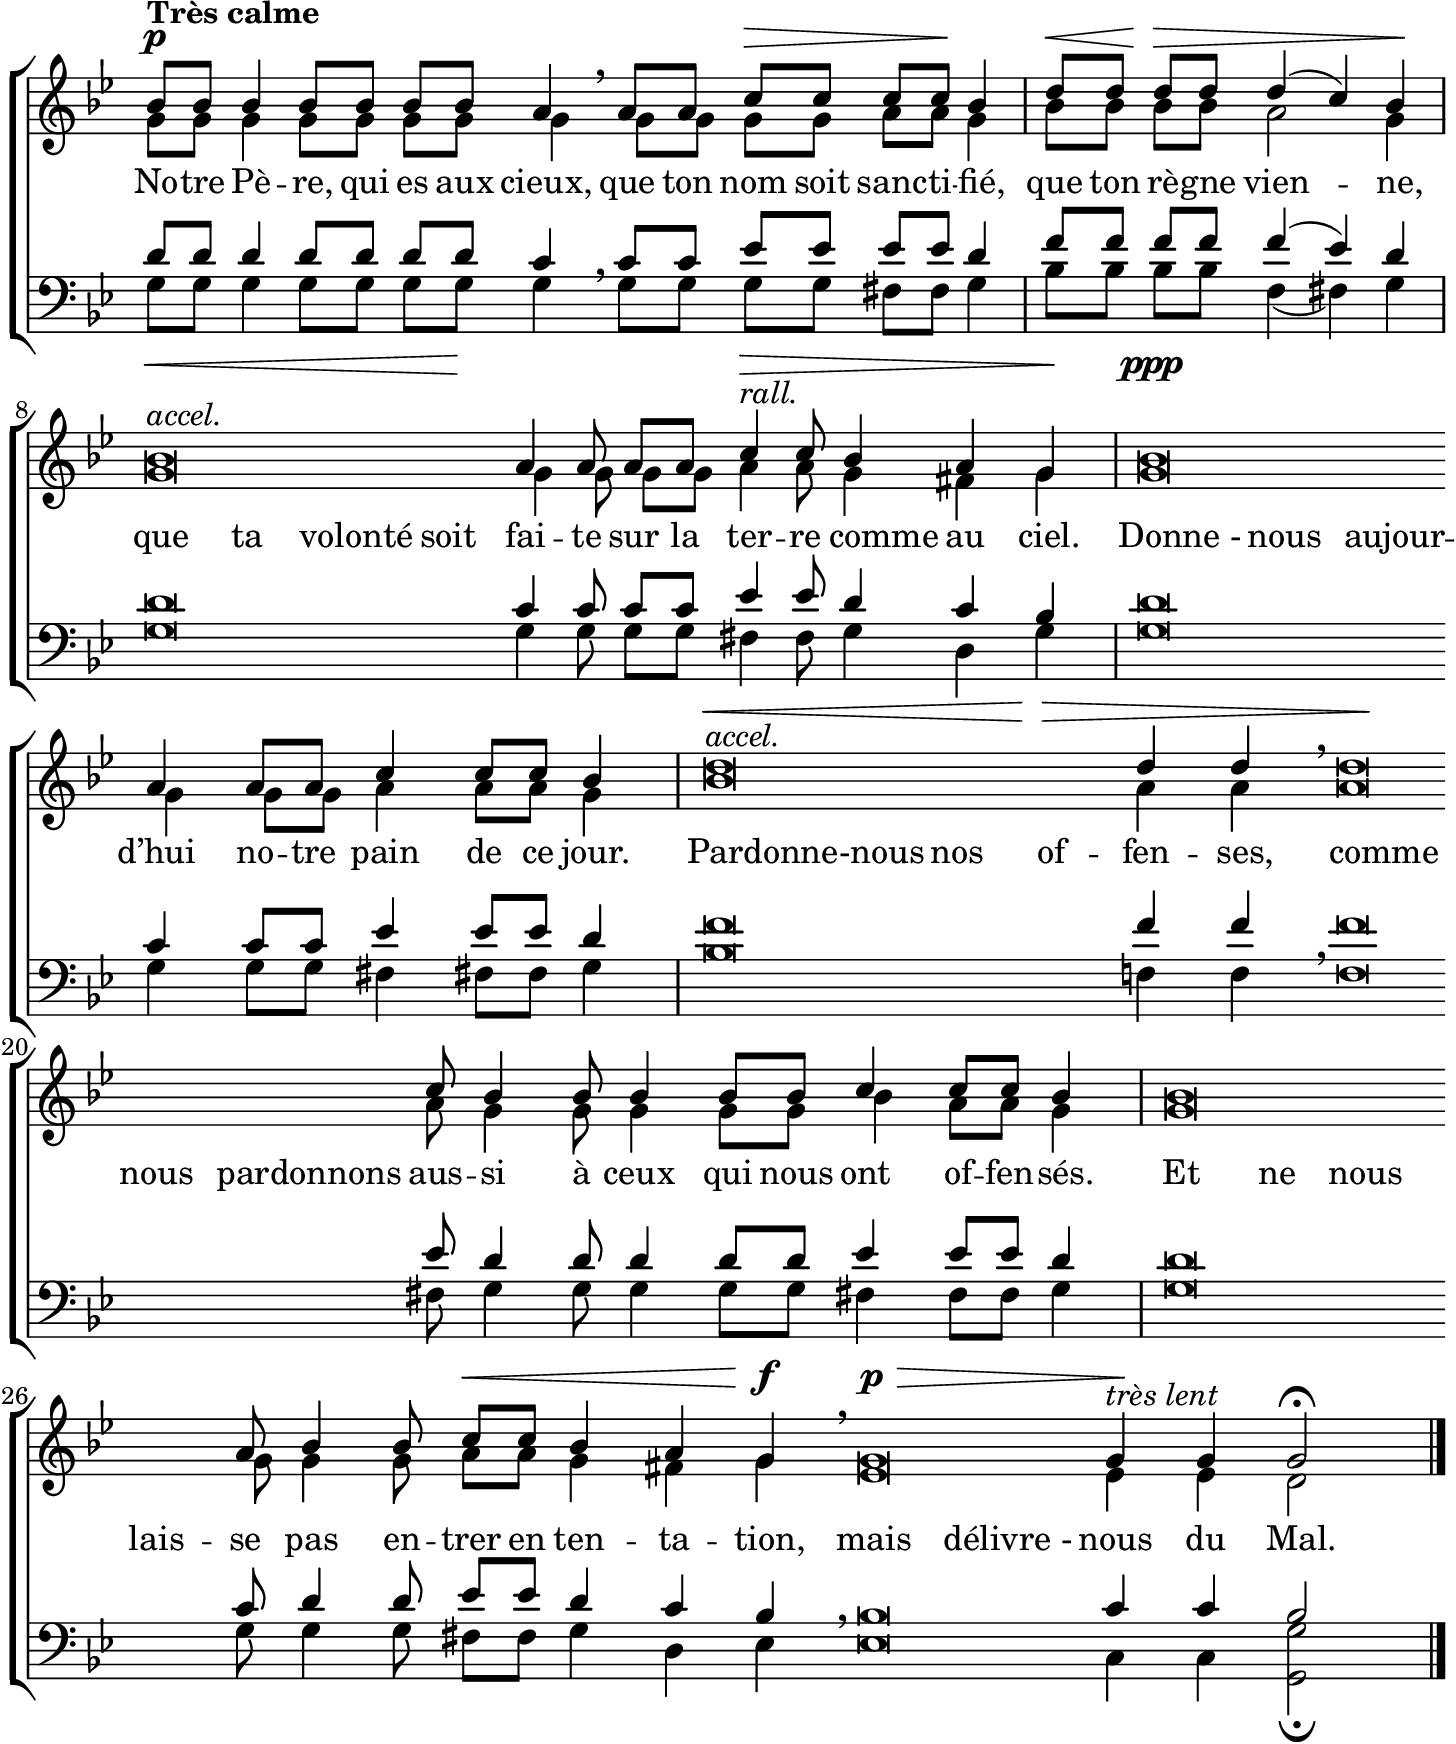 Très calme
p
Notre Pè -- re, qui es aux cieux, que ton nom soit sancti -- fié, que ton règne vien -- ne,
ppp
8
accel.
rall.
que ta volonté soit fai -- te sur la ter -- re comme au ciel. Donne - nous aujour --
accel.
d’hui no -- tre pain de ce jour. Pardonne-nous nos of -- fen -- ses, comme
20
nous pardonnons aus -- si à ceux qui nous ont of -- fen -- sés. Et ne nous
f p
26
très lent
lais -- se pas en -- trer en ten -- ta -- tion, mais délivre - nous du Mal.